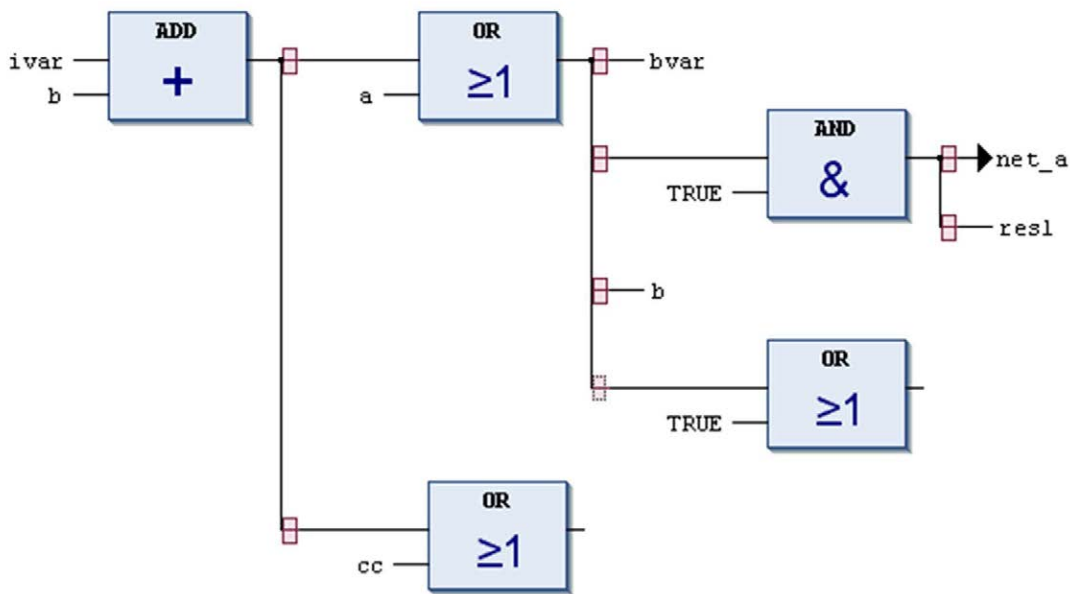 ADD
ivar
b
+
OR
a
≥1
bvar
AND
TRUE
&
net_a
resl
b
OR
TRUE
≥1
OR
cc
≥1